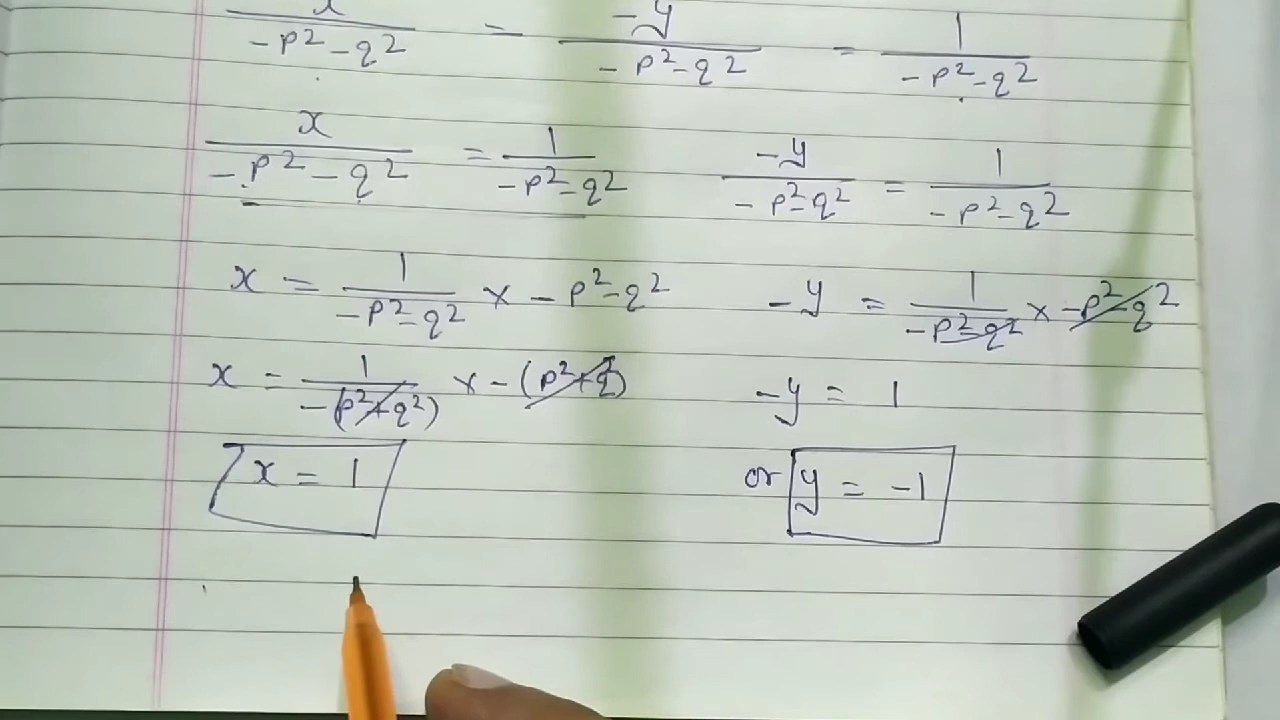 x/(-p²-q²) = -y/(-p²-q²) = 1/(-p²-q²)
x/(-p²-q²) = 1/(-p²-q²) -y/(-p²-q²) = 1/(-p²-q²)
x = 1/(-p²-q²) × -p²-q² -y = 1/(-p²-q²) × -p²-q²
x = 1/(-(p²+q²)) × -(p²+q²) -y = 1
x = 1 or y = -1